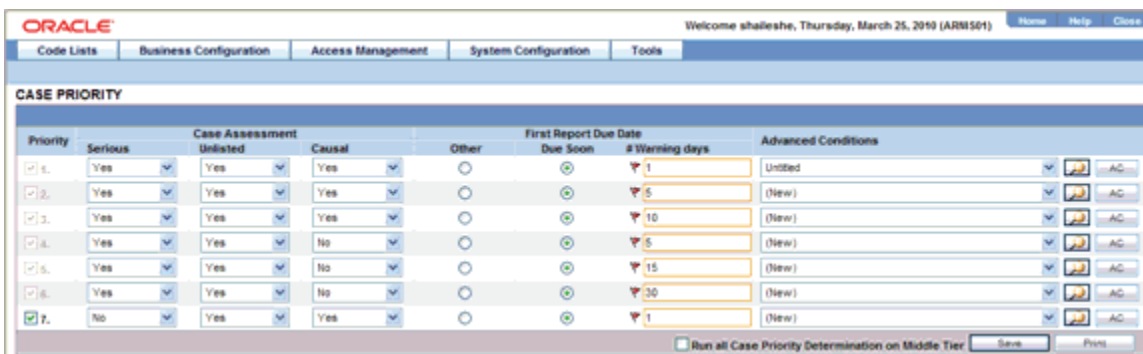 ORACLE
Welcome shaileshe, Thursday, March 25, 2010 (ARMIS01) Home Help Close
Code Lists Business Configuration Access Management System Configuration Tools
CASE PRIORITY
Priority Case Assessment First Report Due Date Advanced Conditions
Serious Unlisted Causal Other Due Soon # Warning days
1. Yes Yes Yes 1 Untitled AC
2. Yes Yes Yes 5 (New) AC
3. Yes Yes Yes 10 (New) AC
4. Yes Yes No 5 (New) AC
5. Yes Yes No 15 (New) AC
6. Yes Yes No 30 (New) AC
7. No Yes Yes 1 (New) AC
Run all Case Priority Determination on Middle Tier Save Print